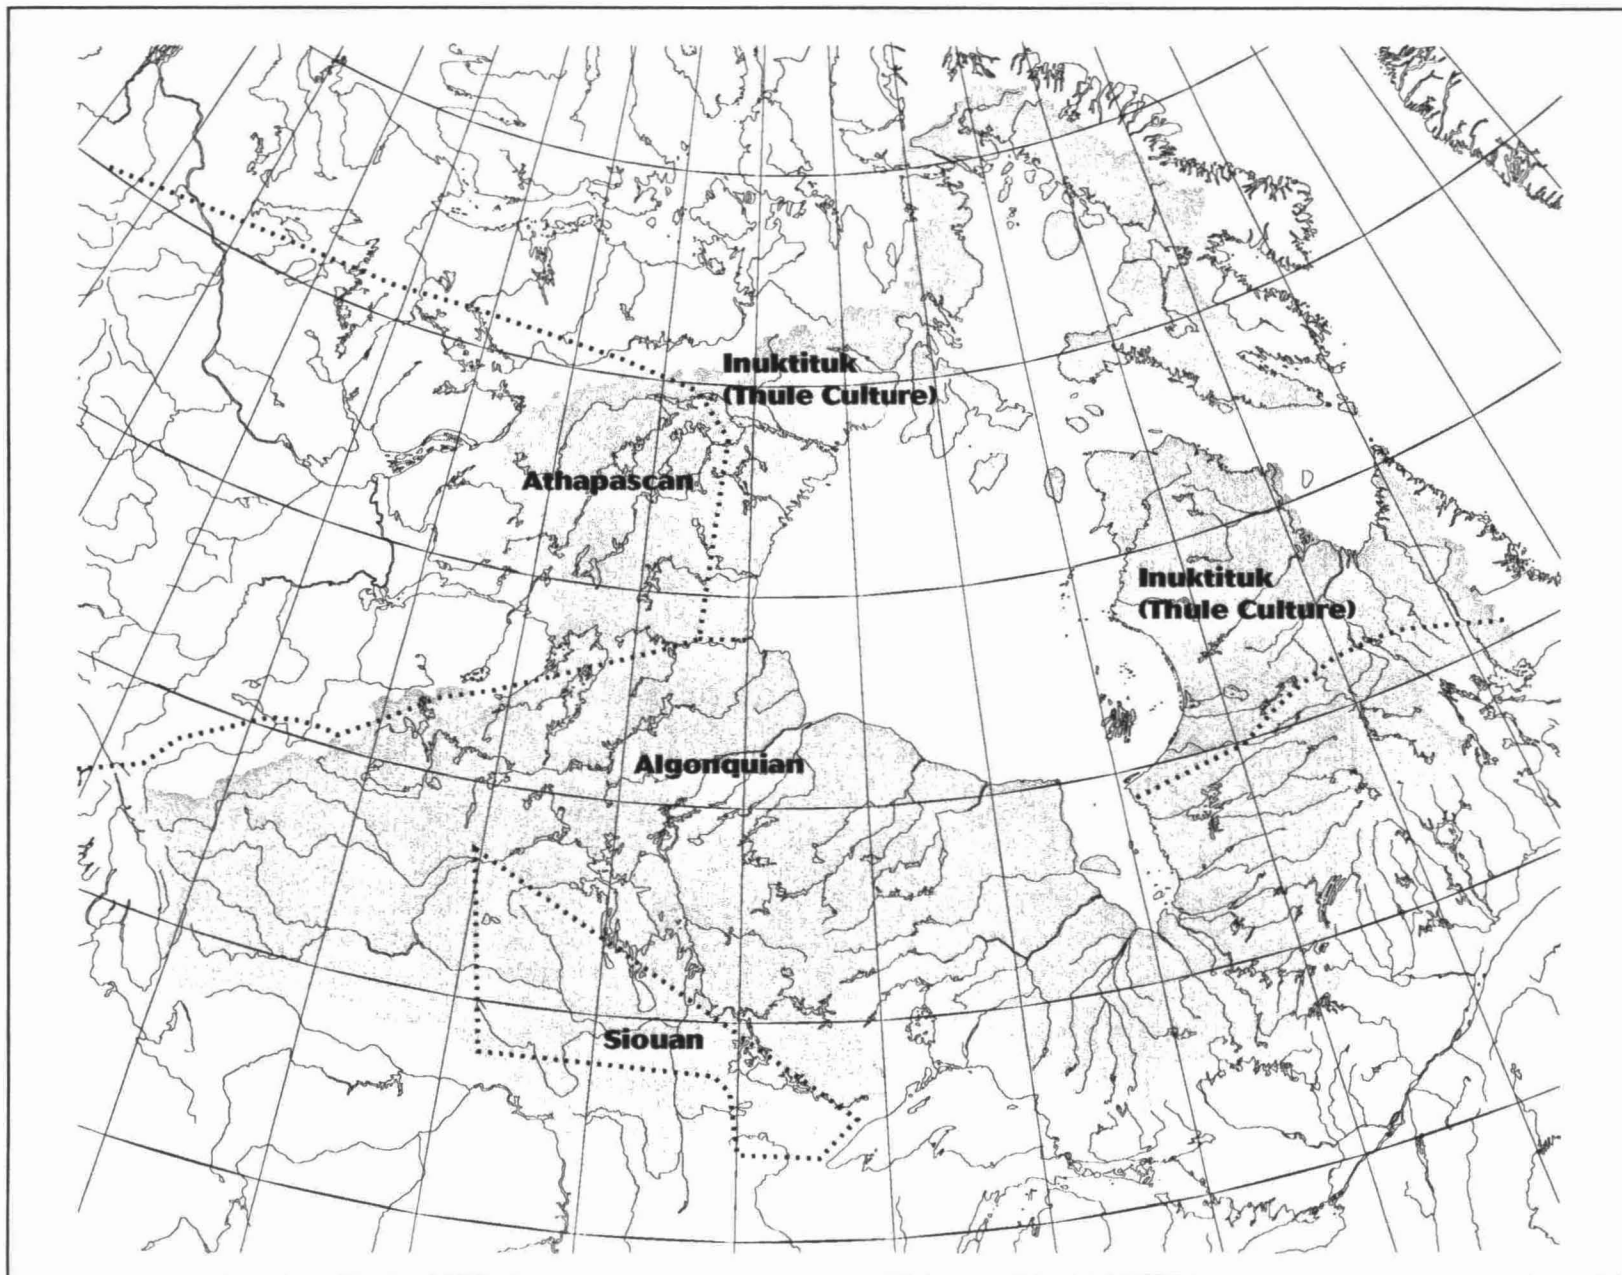 Inuktituk
(Thule Culture)
Athapascan
Inuktituk
(Thule Culture)
Algonquian
Siouan